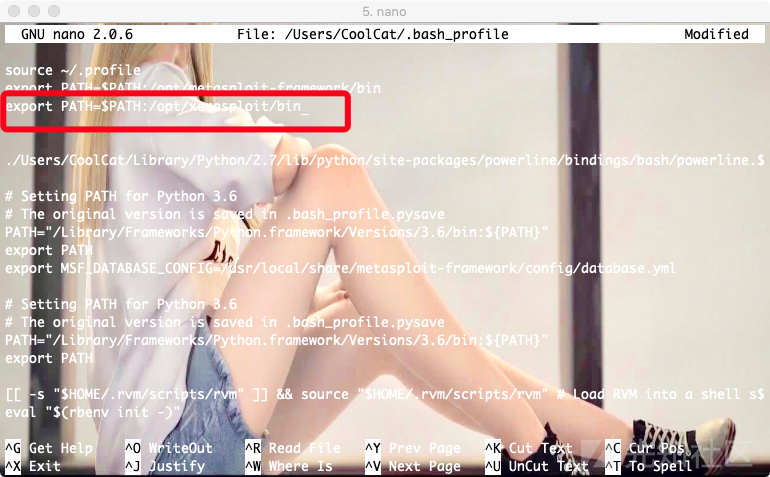 5. nano
GNU nano 2.0.6 File: /Users/CoolCat/.bash_profile Modified
source ~/.profile
export PATH=$PATH:/opt/metasploit-framework/bin
export PATH=$PATH:/opt/xerosploit/bin_
./Users/CoolCat/Library/Python/2.7/lib/python/site-packages/powerline/bindings/bash/powerline.$
# Setting PATH for Python 3.6
# The original version is saved in .bash_profile.pysave
PATH="/Library/Frameworks/Python.framework/Versions/3.6/bin:${PATH}"
export PATH
export MSF_DATABASE_CONFIG=/usr/local/share/metasploit-framework/config/database.yml
# Setting PATH for Python 3.6
# The original version is saved in .bash_profile.pysave
PATH="/Library/Frameworks/Python.framework/Versions/3.6/bin:${PATH}"
export PATH
[[ -s "$HOME/.rvm/scripts/rvm" ]] && source "$HOME/.rvm/scripts/rvm" # Load RVM into a shell s$
eval "$(rbenv init -)"
^G Get Help ^O WriteOut ^R Read File ^Y Prev Page ^K Cut Text ^C Cur Pos
^X Exit ^J Justify ^W Where Is ^V Next Page ^U UnCut Text ^T To Spell
先知社区